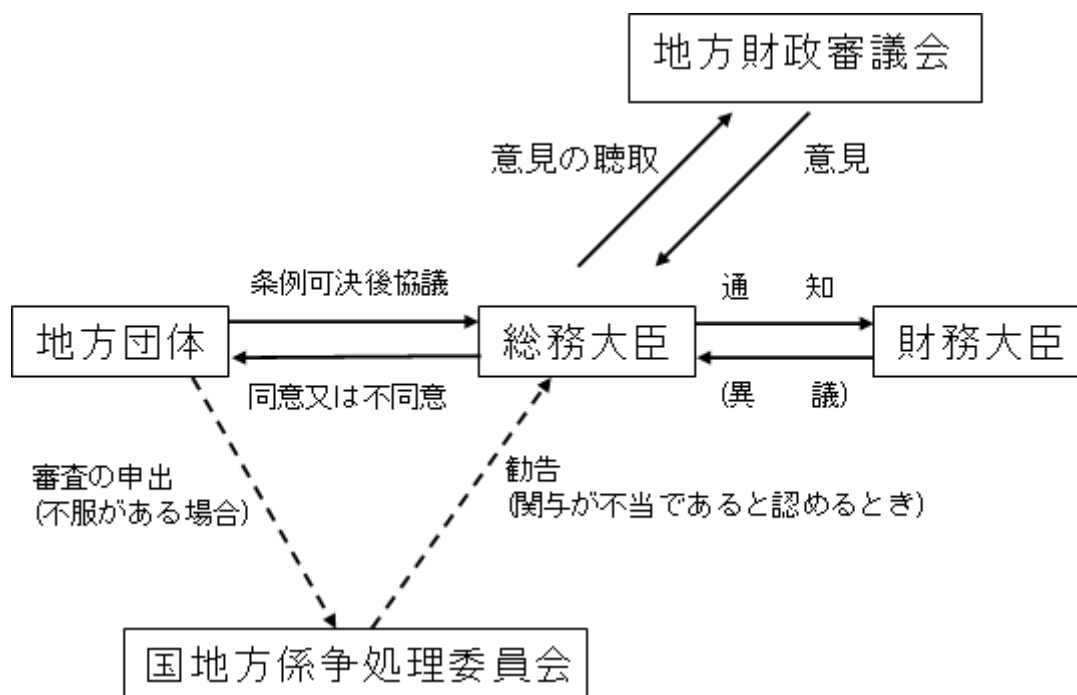 地方財政審議会
意見の聴取
意見
条例可決後協議
通　知
地方団体
総務大臣
財務大臣
同意又は不同意
(異　議)
審査の申出
(不服がある場合)
勧告
(関与が不当であると認めるとき)
国地方係争処理委員会